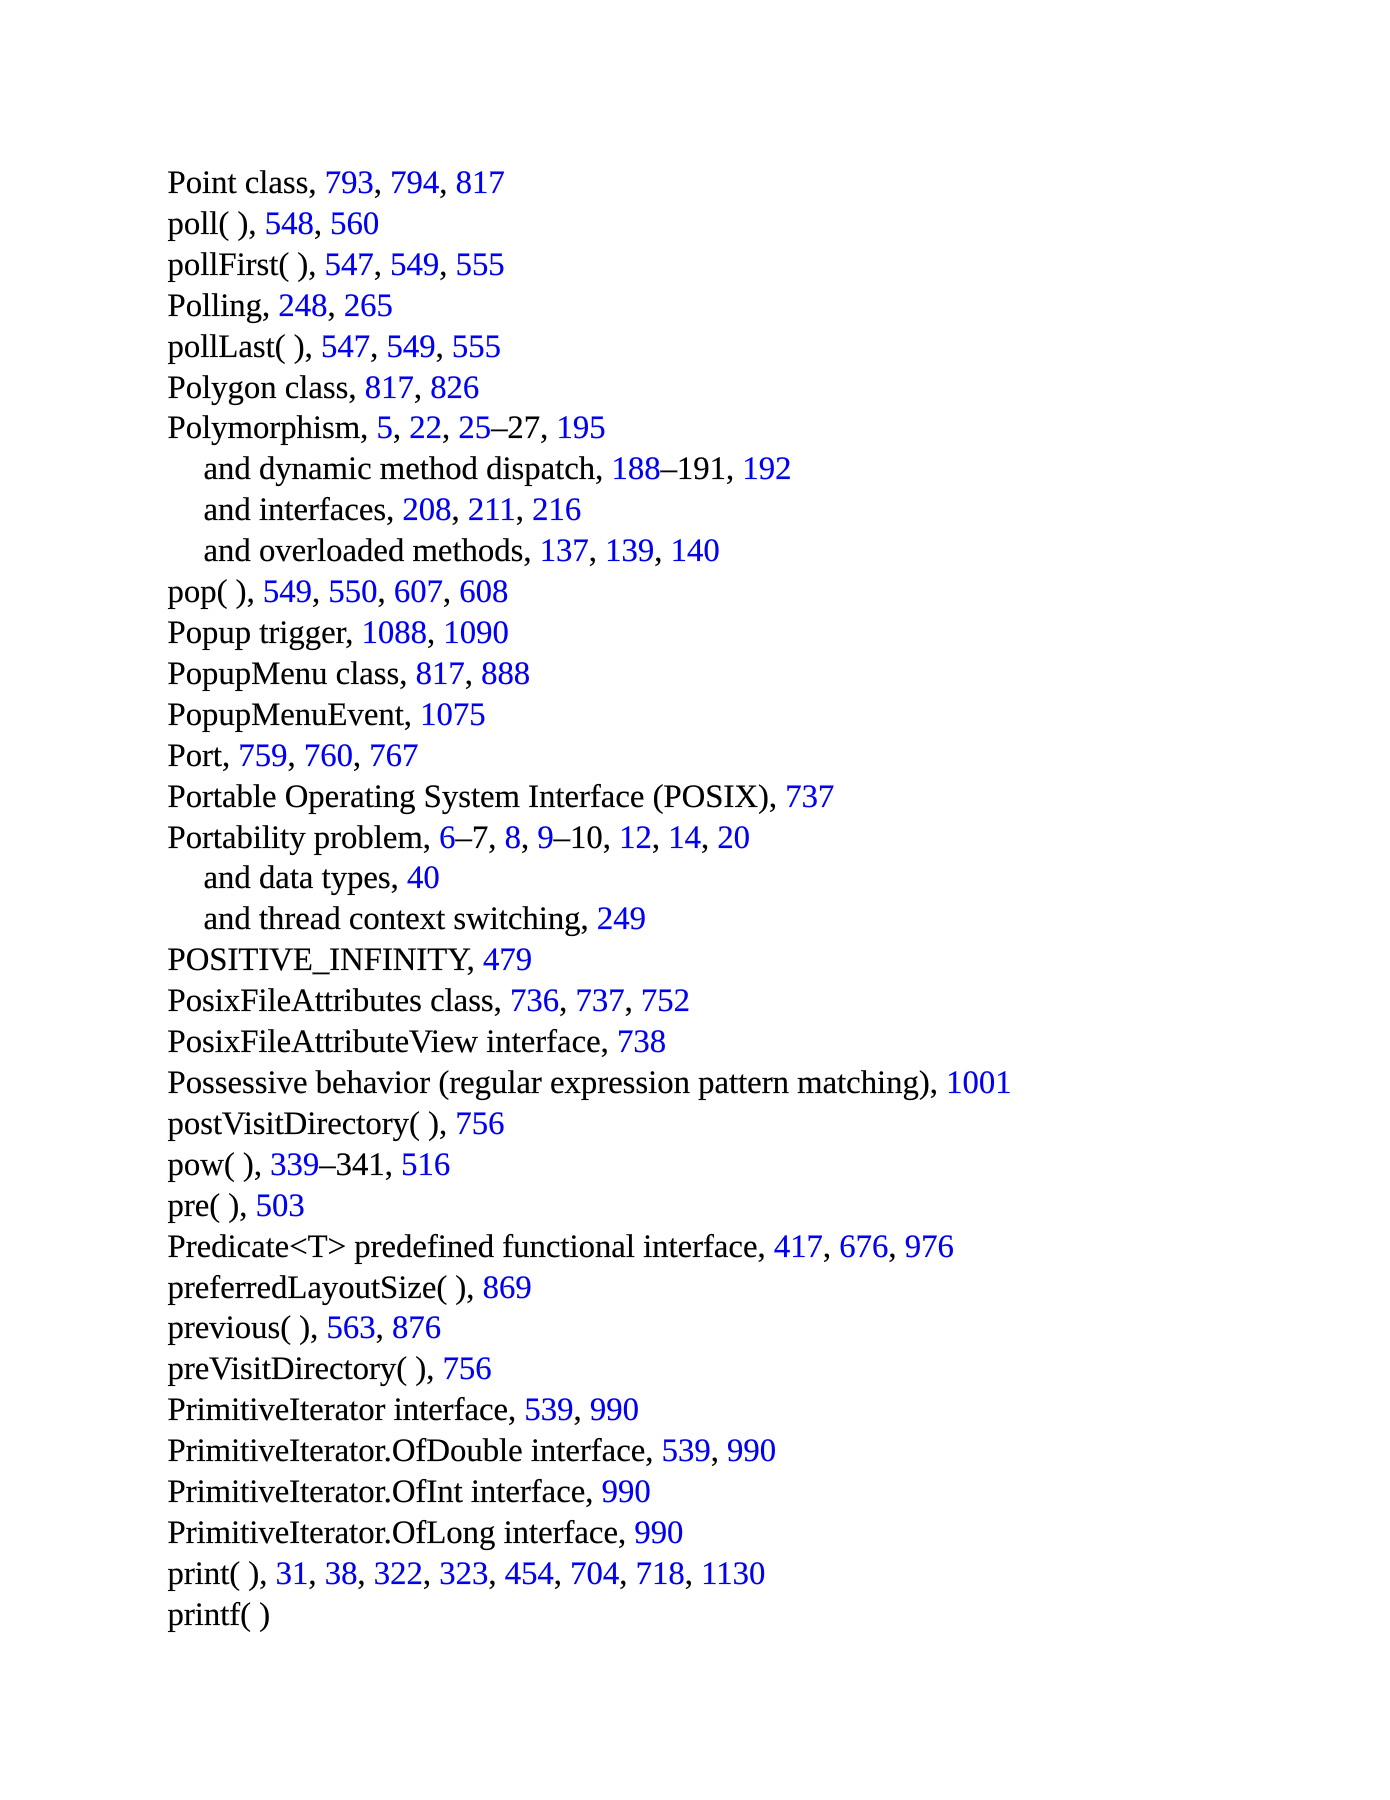 Point class, 793, 794, 817
poll( ), 548, 560
pollFirst( ), 547, 549, 555
Polling, 248, 265
pollLast( ), 547, 549, 555
Polygon class, 817, 826
Polymorphism, 5, 22, 25–27, 195
and dynamic method dispatch, 188–191, 192
and interfaces, 208, 211, 216
and overloaded methods, 137, 139, 140
pop( ), 549, 550, 607, 608
Popup trigger, 1088, 1090
PopupMenu class, 817, 888
PopupMenuEvent, 1075
Port, 759, 760, 767
Portable Operating System Interface (POSIX), 737
Portability problem, 6–7, 8, 9–10, 12, 14, 20
and data types, 40
and thread context switching, 249
POSITIVE_INFINITY, 479
PosixFileAttributes class, 736, 737, 752
PosixFileAttributeView interface, 738
Possessive behavior (regular expression pattern matching), 1001
postVisitDirectory( ), 756
pow( ), 339–341, 516
pre( ), 503
Predicate<T> predefined functional interface, 417, 676, 976
preferredLayoutSize( ), 869
previous( ), 563, 876
preVisitDirectory( ), 756
PrimitiveIterator interface, 539, 990
PrimitiveIterator.OfDouble interface, 539, 990
PrimitiveIterator.OfInt interface, 990
PrimitiveIterator.OfLong interface, 990
print( ), 31, 38, 322, 323, 454, 704, 718, 1130
printf( )